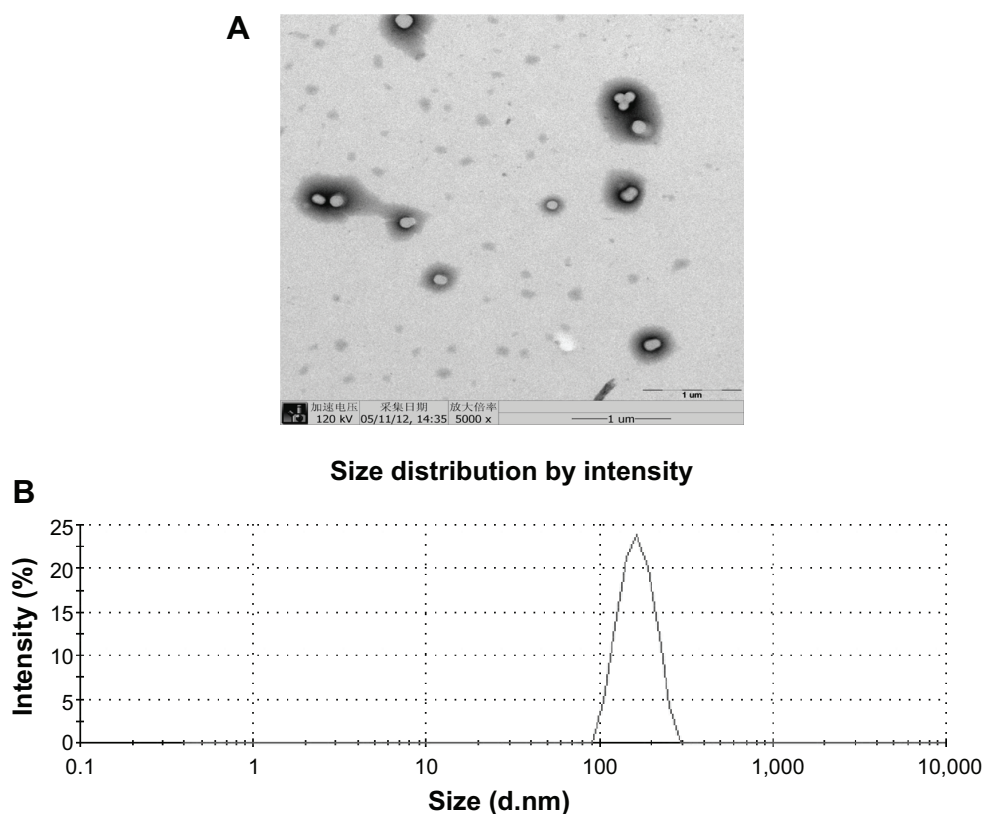 A
1 um
加速电压 采集日期 放大倍率
120 kV 05/11/12, 14:35 5000 x 1 um
Size distribution by intensity
B
Intensity (%)
25
20
15
10
5
0
0.1 1 10 100 1,000 10,000
Size (d.nm)